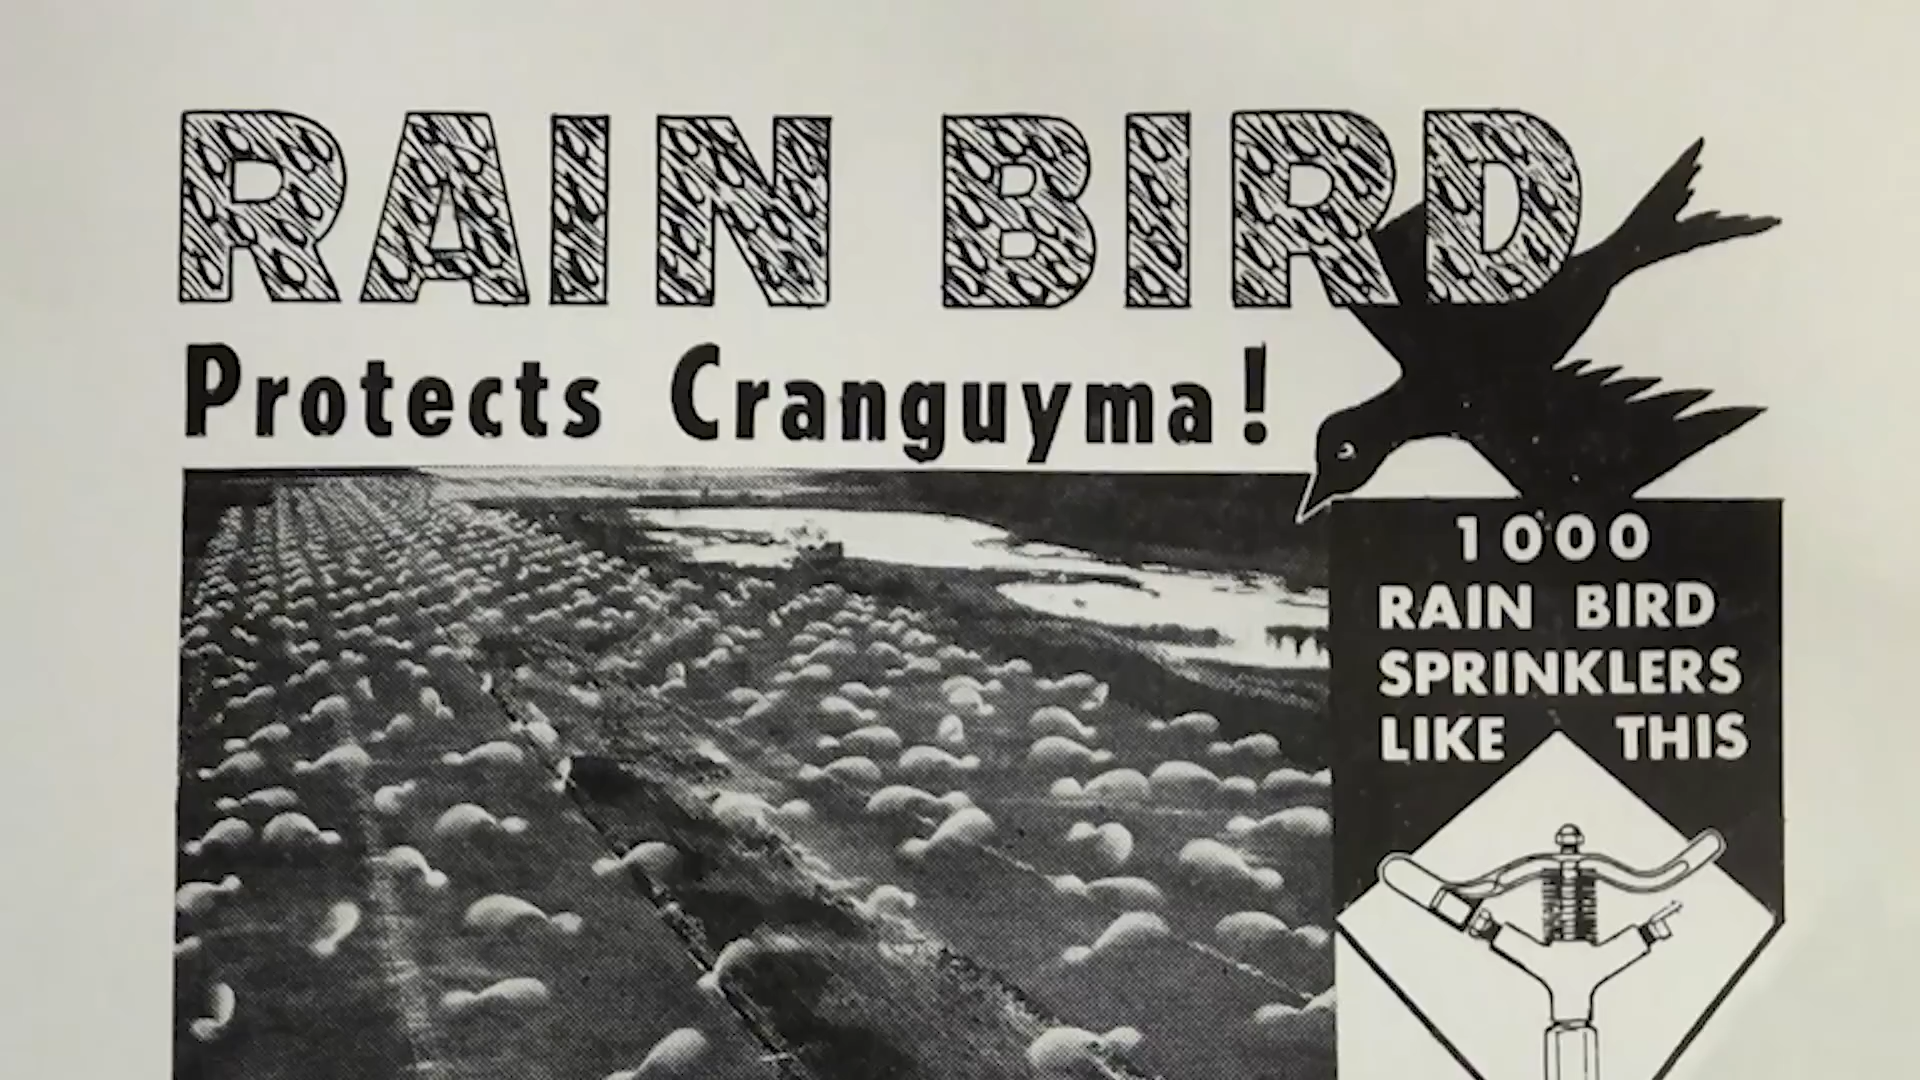 RAIN BIRD
Protects Cranguyma!
1000
RAIN BIRD
SPRINKLERS
LIKE THIS